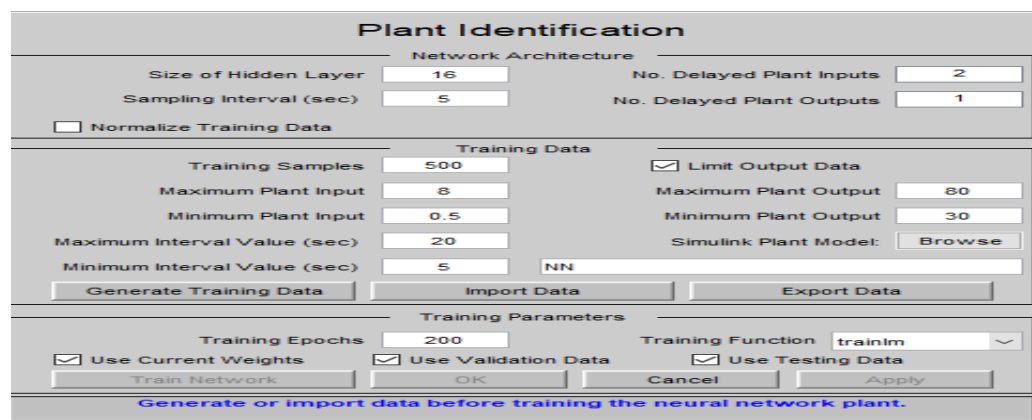 Plant Identification
Network Architecture
Size of Hidden Layer 16 No. Delayed Plant Inputs 2
Sampling Interval (sec) 5 No. Delayed Plant Outputs 1
Normalize Training Data
Training Data
Training Samples 500 Limit Output Data
Maximum Plant Input 8 Maximum Plant Output 80
Minimum Plant Input 0.5 Minimum Plant Output 30
Maximum Interval Value (sec) 20 Simulink Plant Model: Browse
Minimum Interval Value (sec) 5 NN
Generate Training Data Import Data Export Data
Training Parameters
Training Epochs 200 Training Function trainlm
Use Current Weights Use Validation Data Use Testing Data
Train Network OK Cancel Apply
Generate or import data before training the neural network plant.